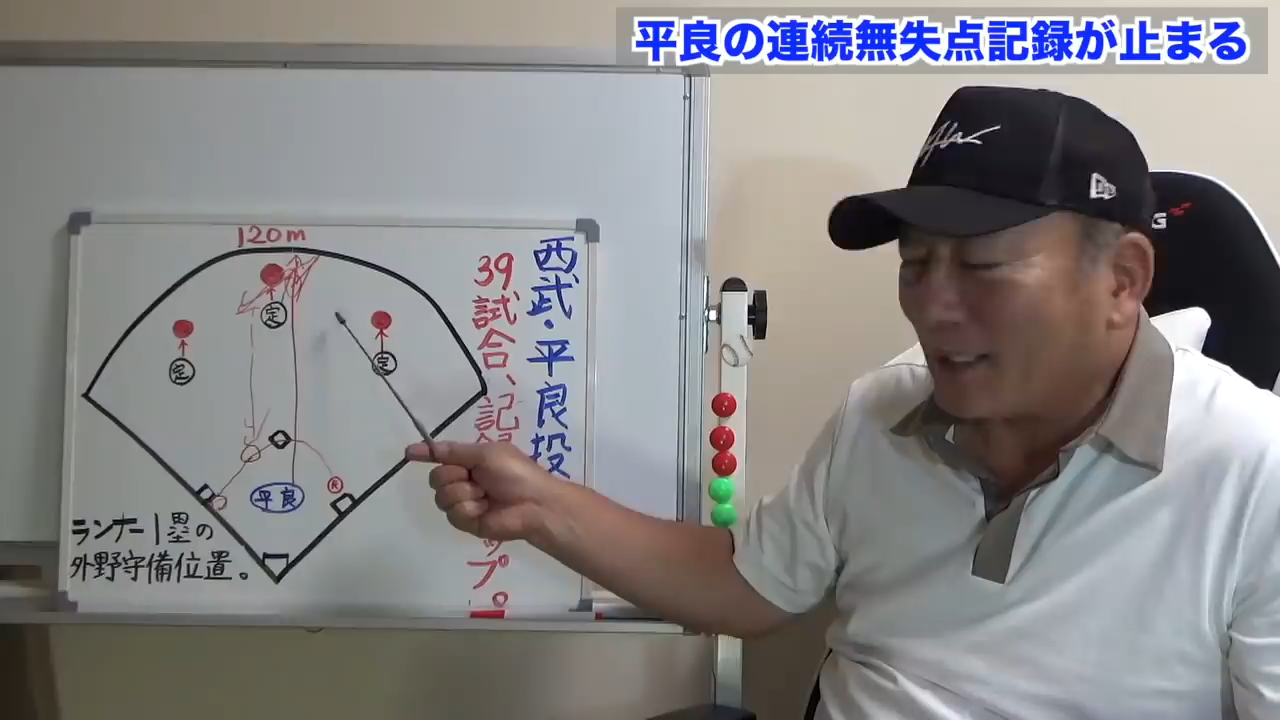 平良の連続無失点記録が止まる
西武・平良投
39試合、記
ップ。
120m
定
定
定
平良
R
ランナー1塁の
外野守備位置。